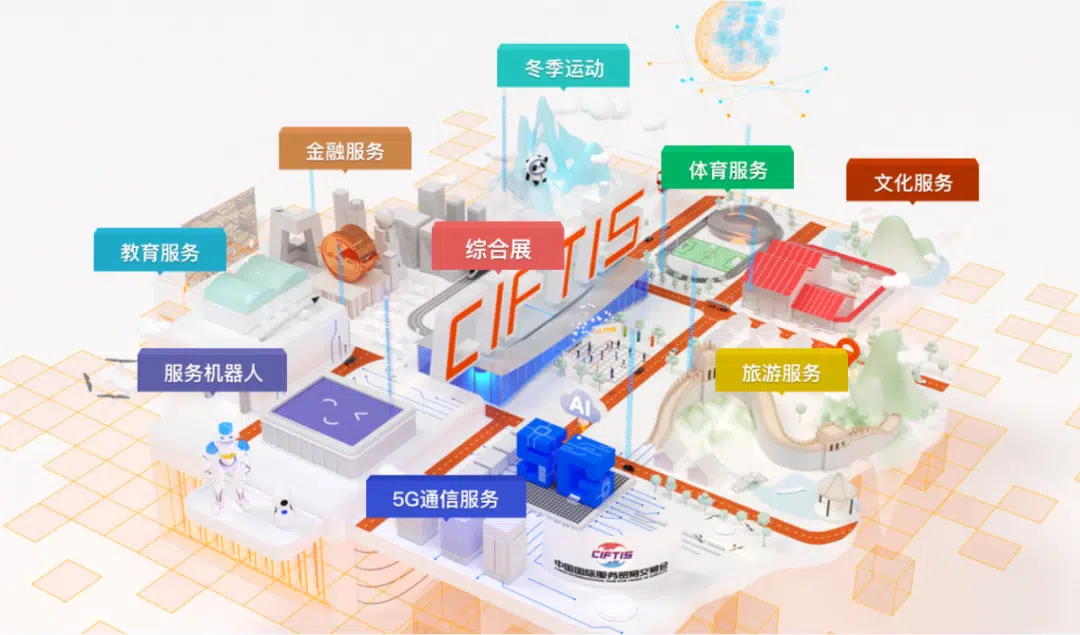 冬季运动
金融服务
体育服务
文化服务
教育服务
综合展
CIFTIS
服务机器人
旅游服务
AI
5G
5G通信服务
CIFTIS
中国国际服务贸易交易会